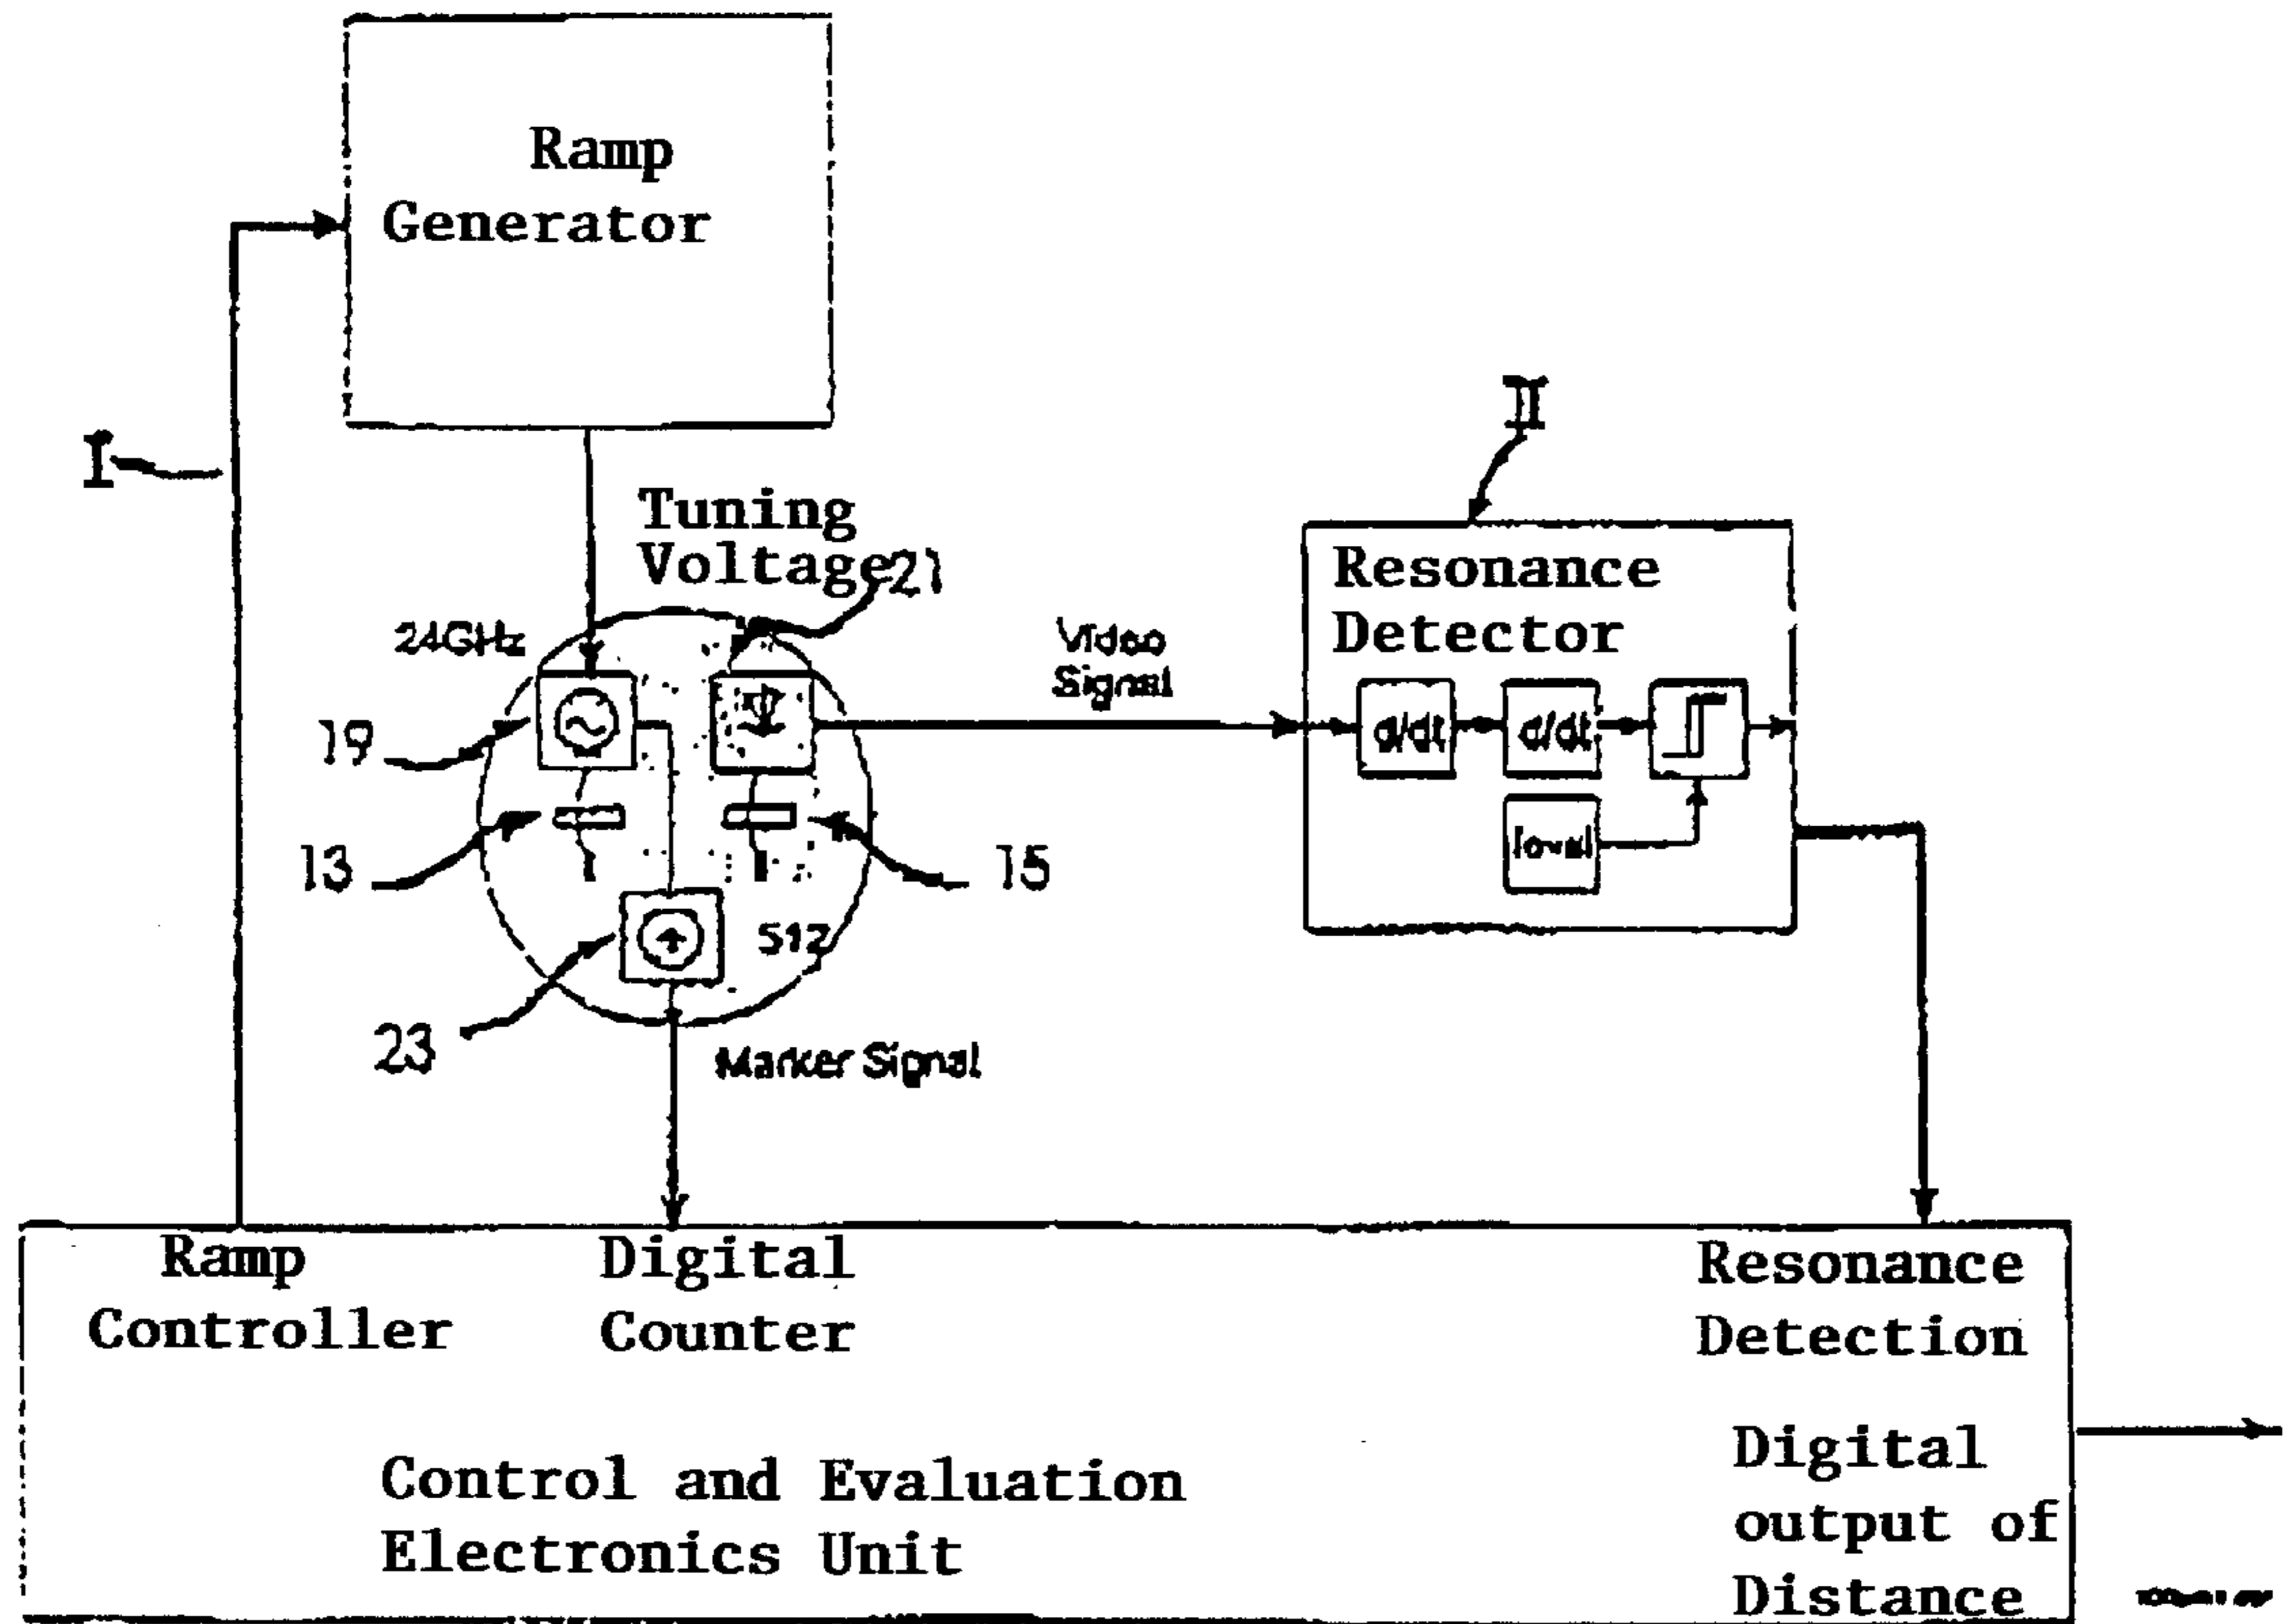 Ramp
Generator
I
II
Tuning
Voltage
21
24GHz
Video
Signal
Resonance
Detector
19
d/dt
d/dt
13
15
level
512
23
Marker Signal
Ramp
Controller
Digital
Counter
Resonance
Detection
Control and Evaluation
Electronics Unit
Digital
output of
Distance